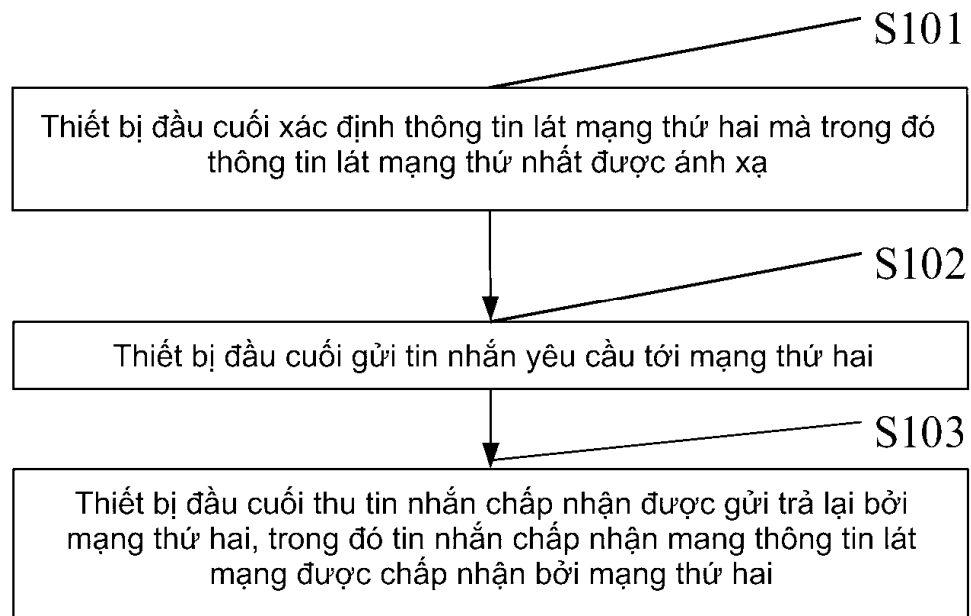 S101
Thiết bị đầu cuối xác định thông tin lát mạng thứ hai mà trong đó
thông tin lát mạng thứ nhất được ánh xạ
S102
Thiết bị đầu cuối gửi tin nhắn yêu cầu tới mạng thứ hai
S103
Thiết bị đầu cuối thu tin nhắn chấp nhận được gửi trả lại bởi
mạng thứ hai, trong đó tin nhắn chấp nhận mang thông tin lát
mạng được chấp nhận bởi mạng thứ hai